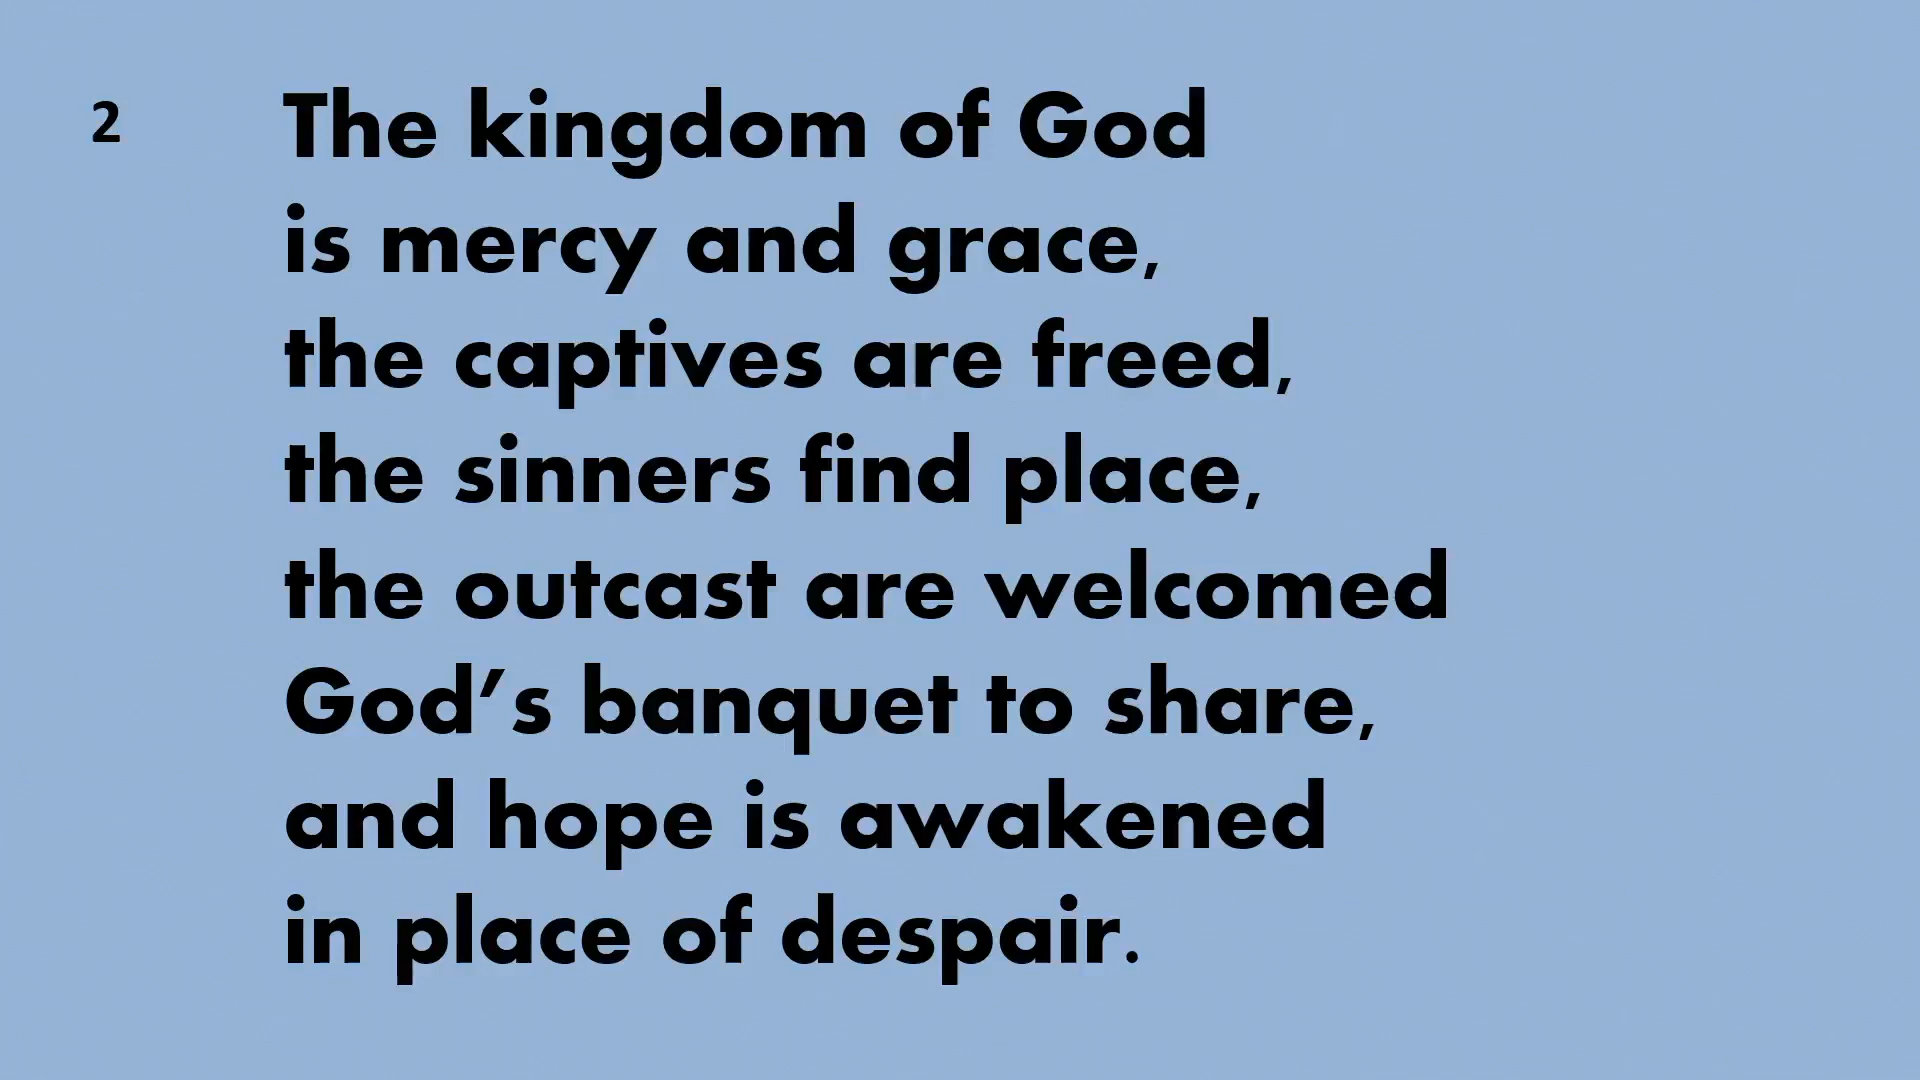 2
The kingdom of God
is mercy and grace,
the captives are freed,
the sinners find place,
the outcast are welcomed
God’s banquet to share,
and hope is awakened
in place of despair.